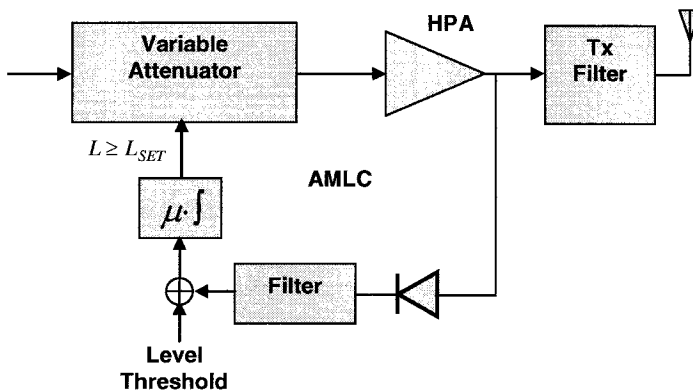 Variable
Attenuator
HPA
Tx
Filter
L ≥ L_SET
AMLC
μ·∫
Filter
Level
Threshold